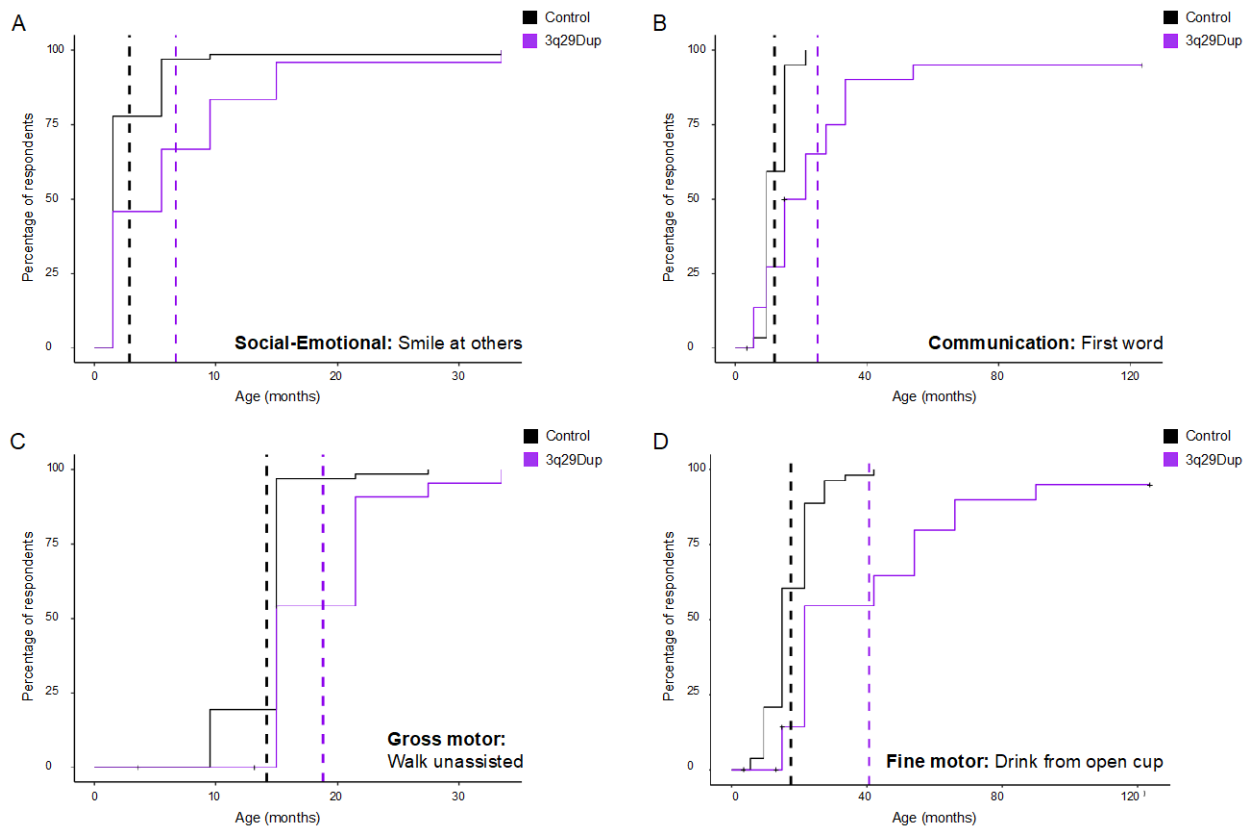 A
Control
3q29Dup
100
75
50
25
0
Percentage of respondents
Social-Emotional: Smile at others
0
10
20
30
Age (months)
B
Control
3q29Dup
100
75
50
25
0
Percentage of respondents
Communication: First word
0
40
80
120
Age (months)
C
Control
3q29Dup
100
75
50
25
0
Percentage of respondents
Gross motor:
Walk unassisted
0
10
20
30
Age (months)
D
Control
3q29Dup
100
75
50
25
0
Percentage of respondents
Fine motor: Drink from open cup
0
40
80
120
Age (months)